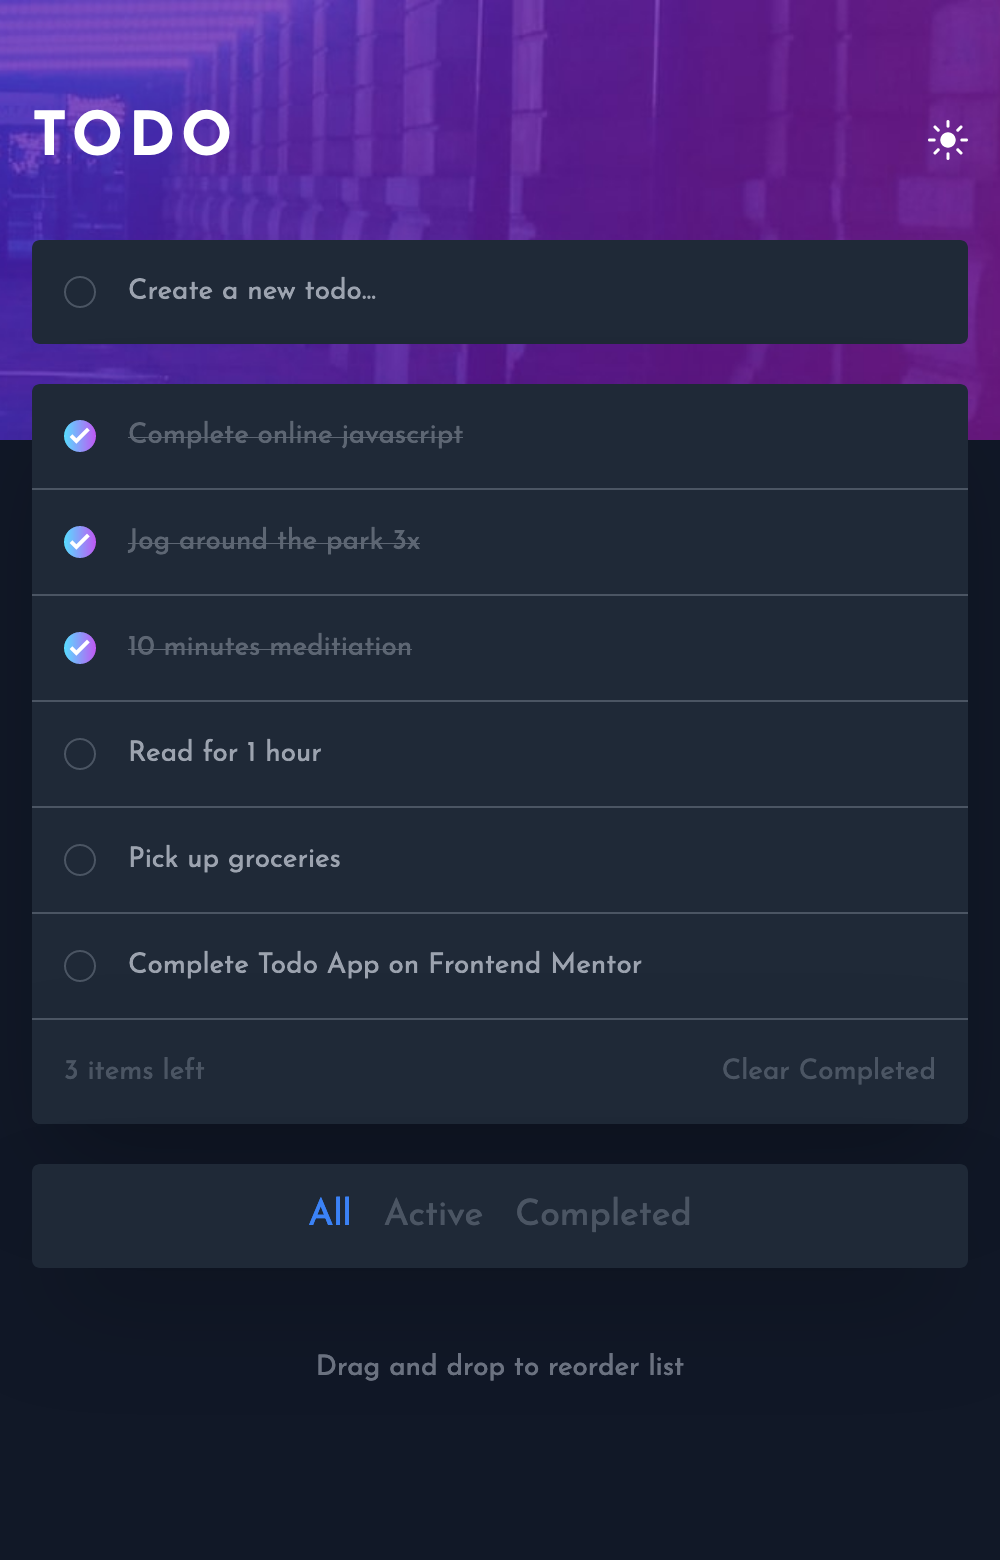 TODO
Create a new todo...
Complete online javascript
Jog around the park 3x
10 minutes meditiation
Read for 1 hour
Pick up groceries
Complete Todo App on Frontend Mentor
3 items left Clear Completed
All Active Completed
Drag and drop to reorder list